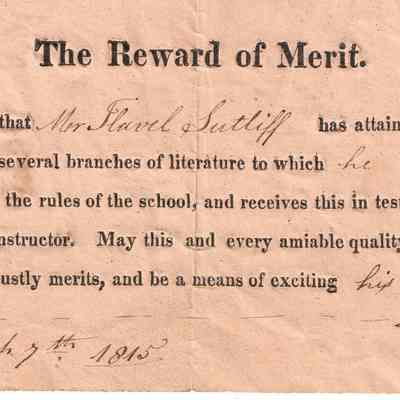 The Reward of Merit.
that Mr Flavel Sutliff has attain
several branches of literature to which he
the rules of the school, and receives this in test
nstructor. May this and every amiable quality
ustly merits, and be a means of exciting his
7th 1815